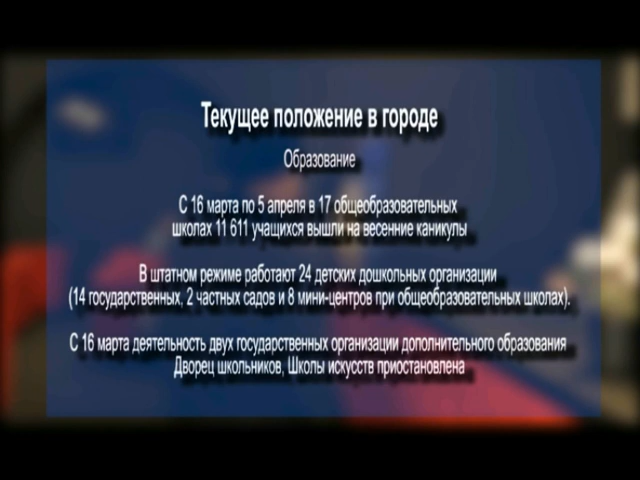 Текущее положение в городе
Образование
С 16 марта по 5 апреля в 17 общеобразовательных
школах 11 611 учащихся вышли на весенние каникулы
В штатном режиме работают 24 детских дошкольных организации
(14 государственных, 2 частных садов и 8 мини-центров при общеобразовательных школах).
С 16 марта деятельность двух государственных организации дополнительного образования
Дворец школьников, Школы искусств приостановлена